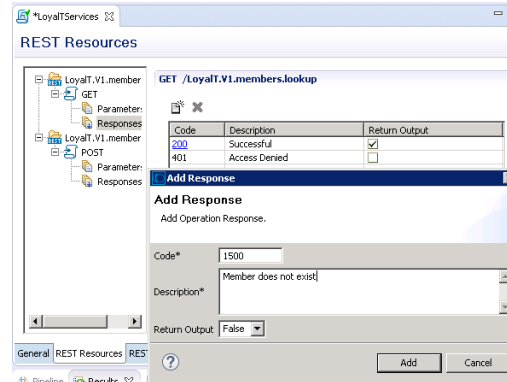 *LoyalTServices
REST Resources
LoyalT.V1.member
GET
Parameter:
Responses
LoyalT.V1.member
POST
Parameter:
Responses
GET /LoyalT.V1.members.lookup
Code Description Return Output
200 Successful
401 Access Denied
Add Response
Add Response
Add Operation Response.
Code* 1500
Description* Member does not exist
Return Output False
General REST Resources RES
Add Cancel
Pipeline Results